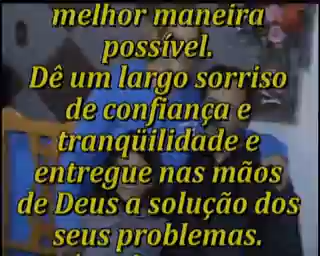 melhor maneira
possível.
Dê um largo sorriso
de confiança e
tranqüilidade e
entregue nas mãos
de Deus a solução dos
seus problemas.